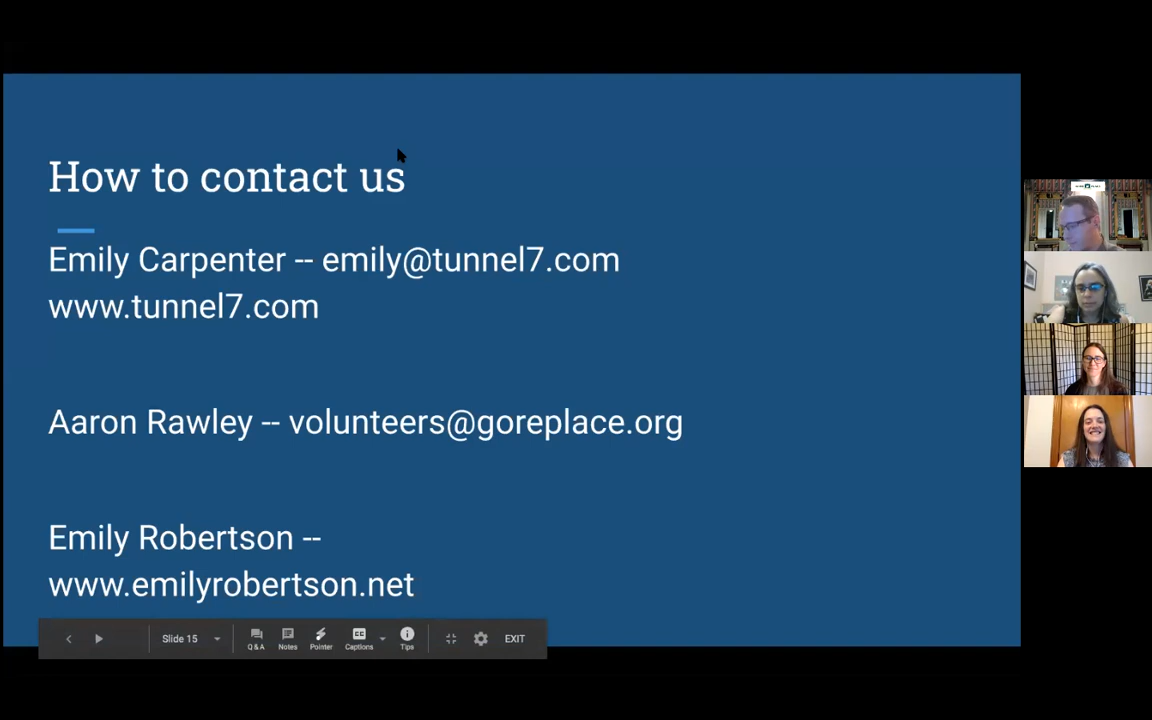 How to contact us
Emily Carpenter -- emily@tunnel7.com
www.tunnel7.com
Aaron Rawley -- volunteers@goreplace.org
Emily Robertson --
www.emilyrobertson.net
Slide 15
Q & A
Notes
Pointer
Captions
Tips
EXIT
CC